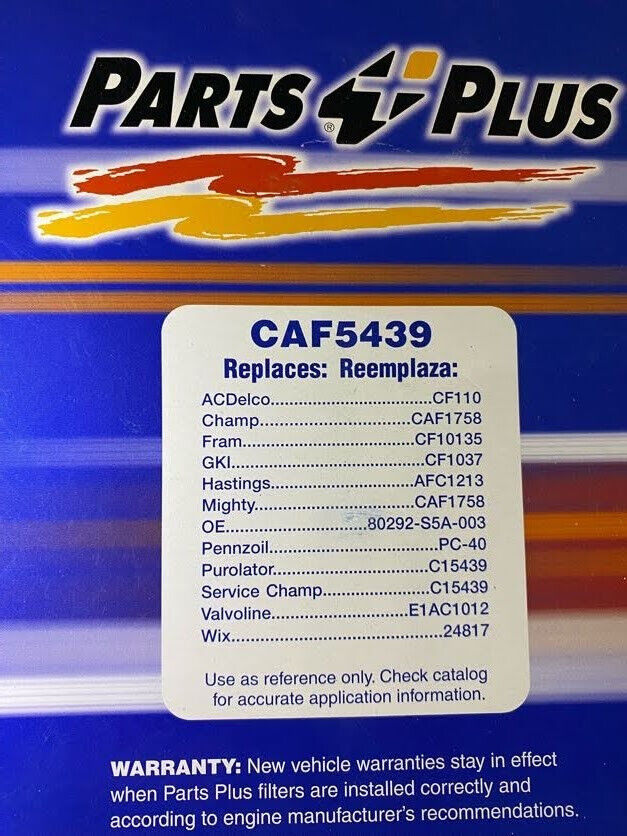 PARTS PLUS
®
CAF5439
Replaces: Reemplaza:
ACDelco................................CF110
Champ..............................CAF1758
Fram..................................CF10135
GKI.......................................CF1037
Hastings..........................AFC1213
Mighty..............................CAF1758
OE............................80292-S5A-003
Pennzoil..................................PC-40
Purolator...............................C15439
Service Champ.....................C15439
Valvoline...........................E1AC1012
Wix..........................................24817
Use as reference only. Check catalog
for accurate application information.
WARRANTY: New vehicle warranties stay in effect
when Parts Plus filters are installed correctly and
according to engine manufacturer's recommendations.